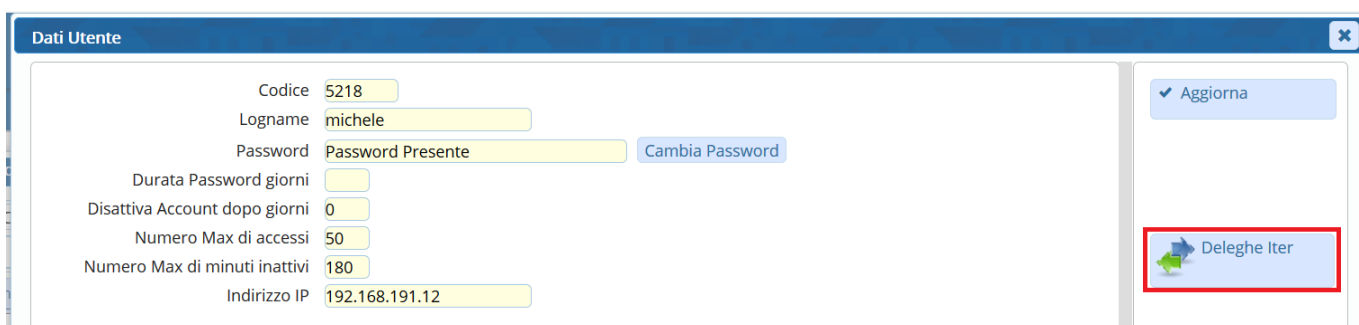 Dati Utente
Codice 5218
Logname michele
Password Password Presente Cambia Password
Durata Password giorni
Disattiva Account dopo giorni 0
Numero Max di accessi 50
Numero Max di minuti inattivi 180
Indirizzo IP 192.168.191.12
Aggiorna
Deleghe Iter